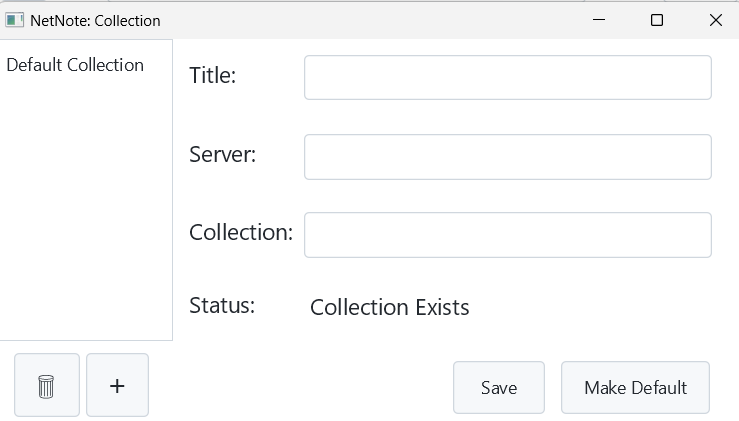 NetNote: Collection
Default Collection
Title:
Server:
Collection:
Status: Collection Exists
+
Save Make Default